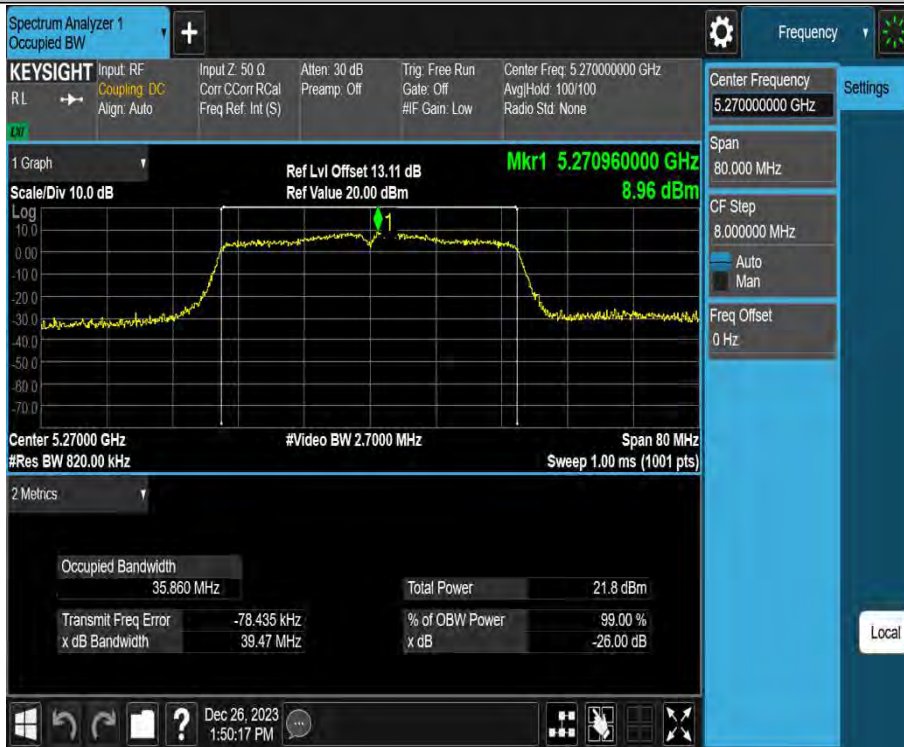 Spectrum Analyzer 1
Occupied BW
+
Frequency
KEYSIGHT
Input: RF
Input Z: 50 Ω
Atten: 30 dB
Trig: Free Run
Center Freq: 5.270000000 GHz
RL
Coupling: DC
Corr CCorr RCal
Preamp: Off
Gate: Off
Avg|Hold: 100/100
Align: Auto
Freq Ref: Int (S)
#IF Gain: Low
Radio Std: None
LXI
Center Frequency
5.270000000 GHz
Settings
Span
80.000 MHz
CF Step
8.000000 MHz
Auto
Man
Freq Offset
0 Hz
Local
1 Graph
Ref Lvl Offset 13.11 dB
Mkr1 5.270960000 GHz
Scale/Div 10.0 dB
Ref Value 20.00 dBm
8.96 dBm
Log
1
10.0
0.00
-10.0
-20.0
-30.0
-40.0
-50.0
-60.0
-70.0
Center 5.27000 GHz
#Video BW 2.7000 MHz
Span 80 MHz
#Res BW 820.00 kHz
Sweep 1.00 ms (1001 pts)
2 Metrics
Occupied Bandwidth
35.860 MHz
Total Power
21.8 dBm
Transmit Freq Error
-78.435 kHz
% of OBW Power
99.00 %
x dB Bandwidth
39.47 MHz
x dB
-26.00 dB
?
Dec 26, 2023
1:50:17 PM